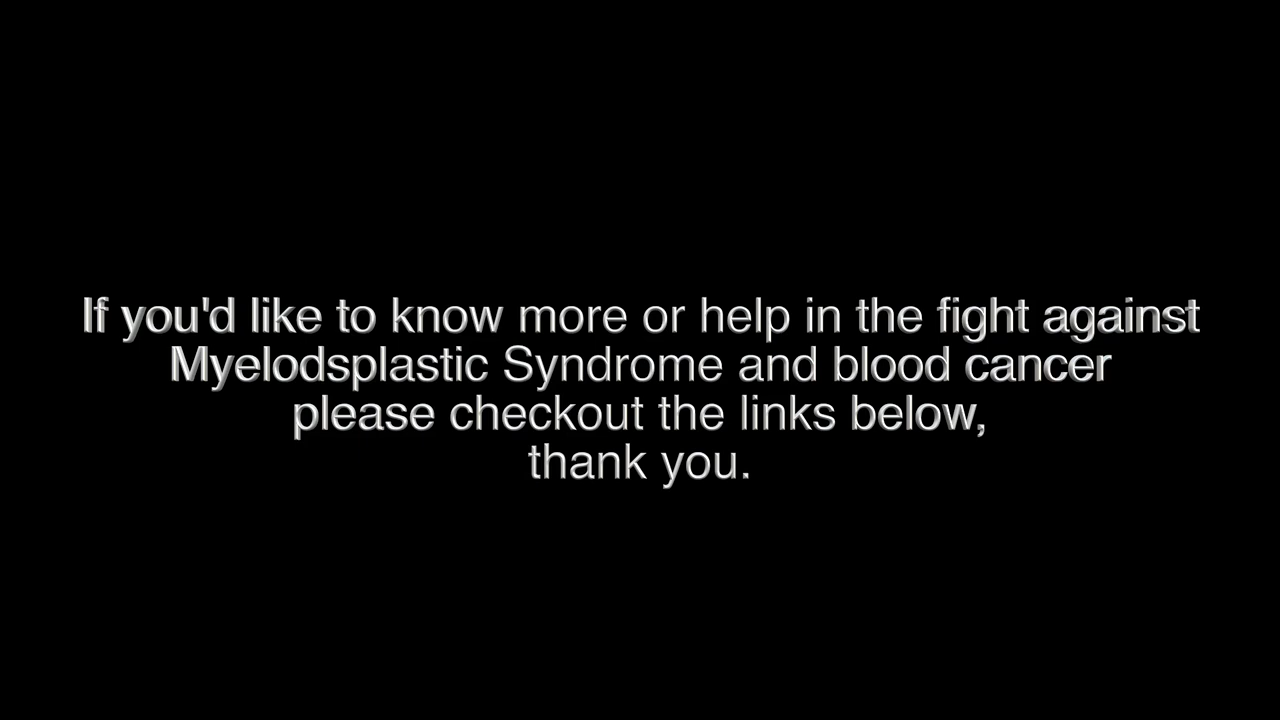 If you'd like to know more or help in the fight against
Myelodsplastic Syndrome and blood cancer
please checkout the links below,
thank you.